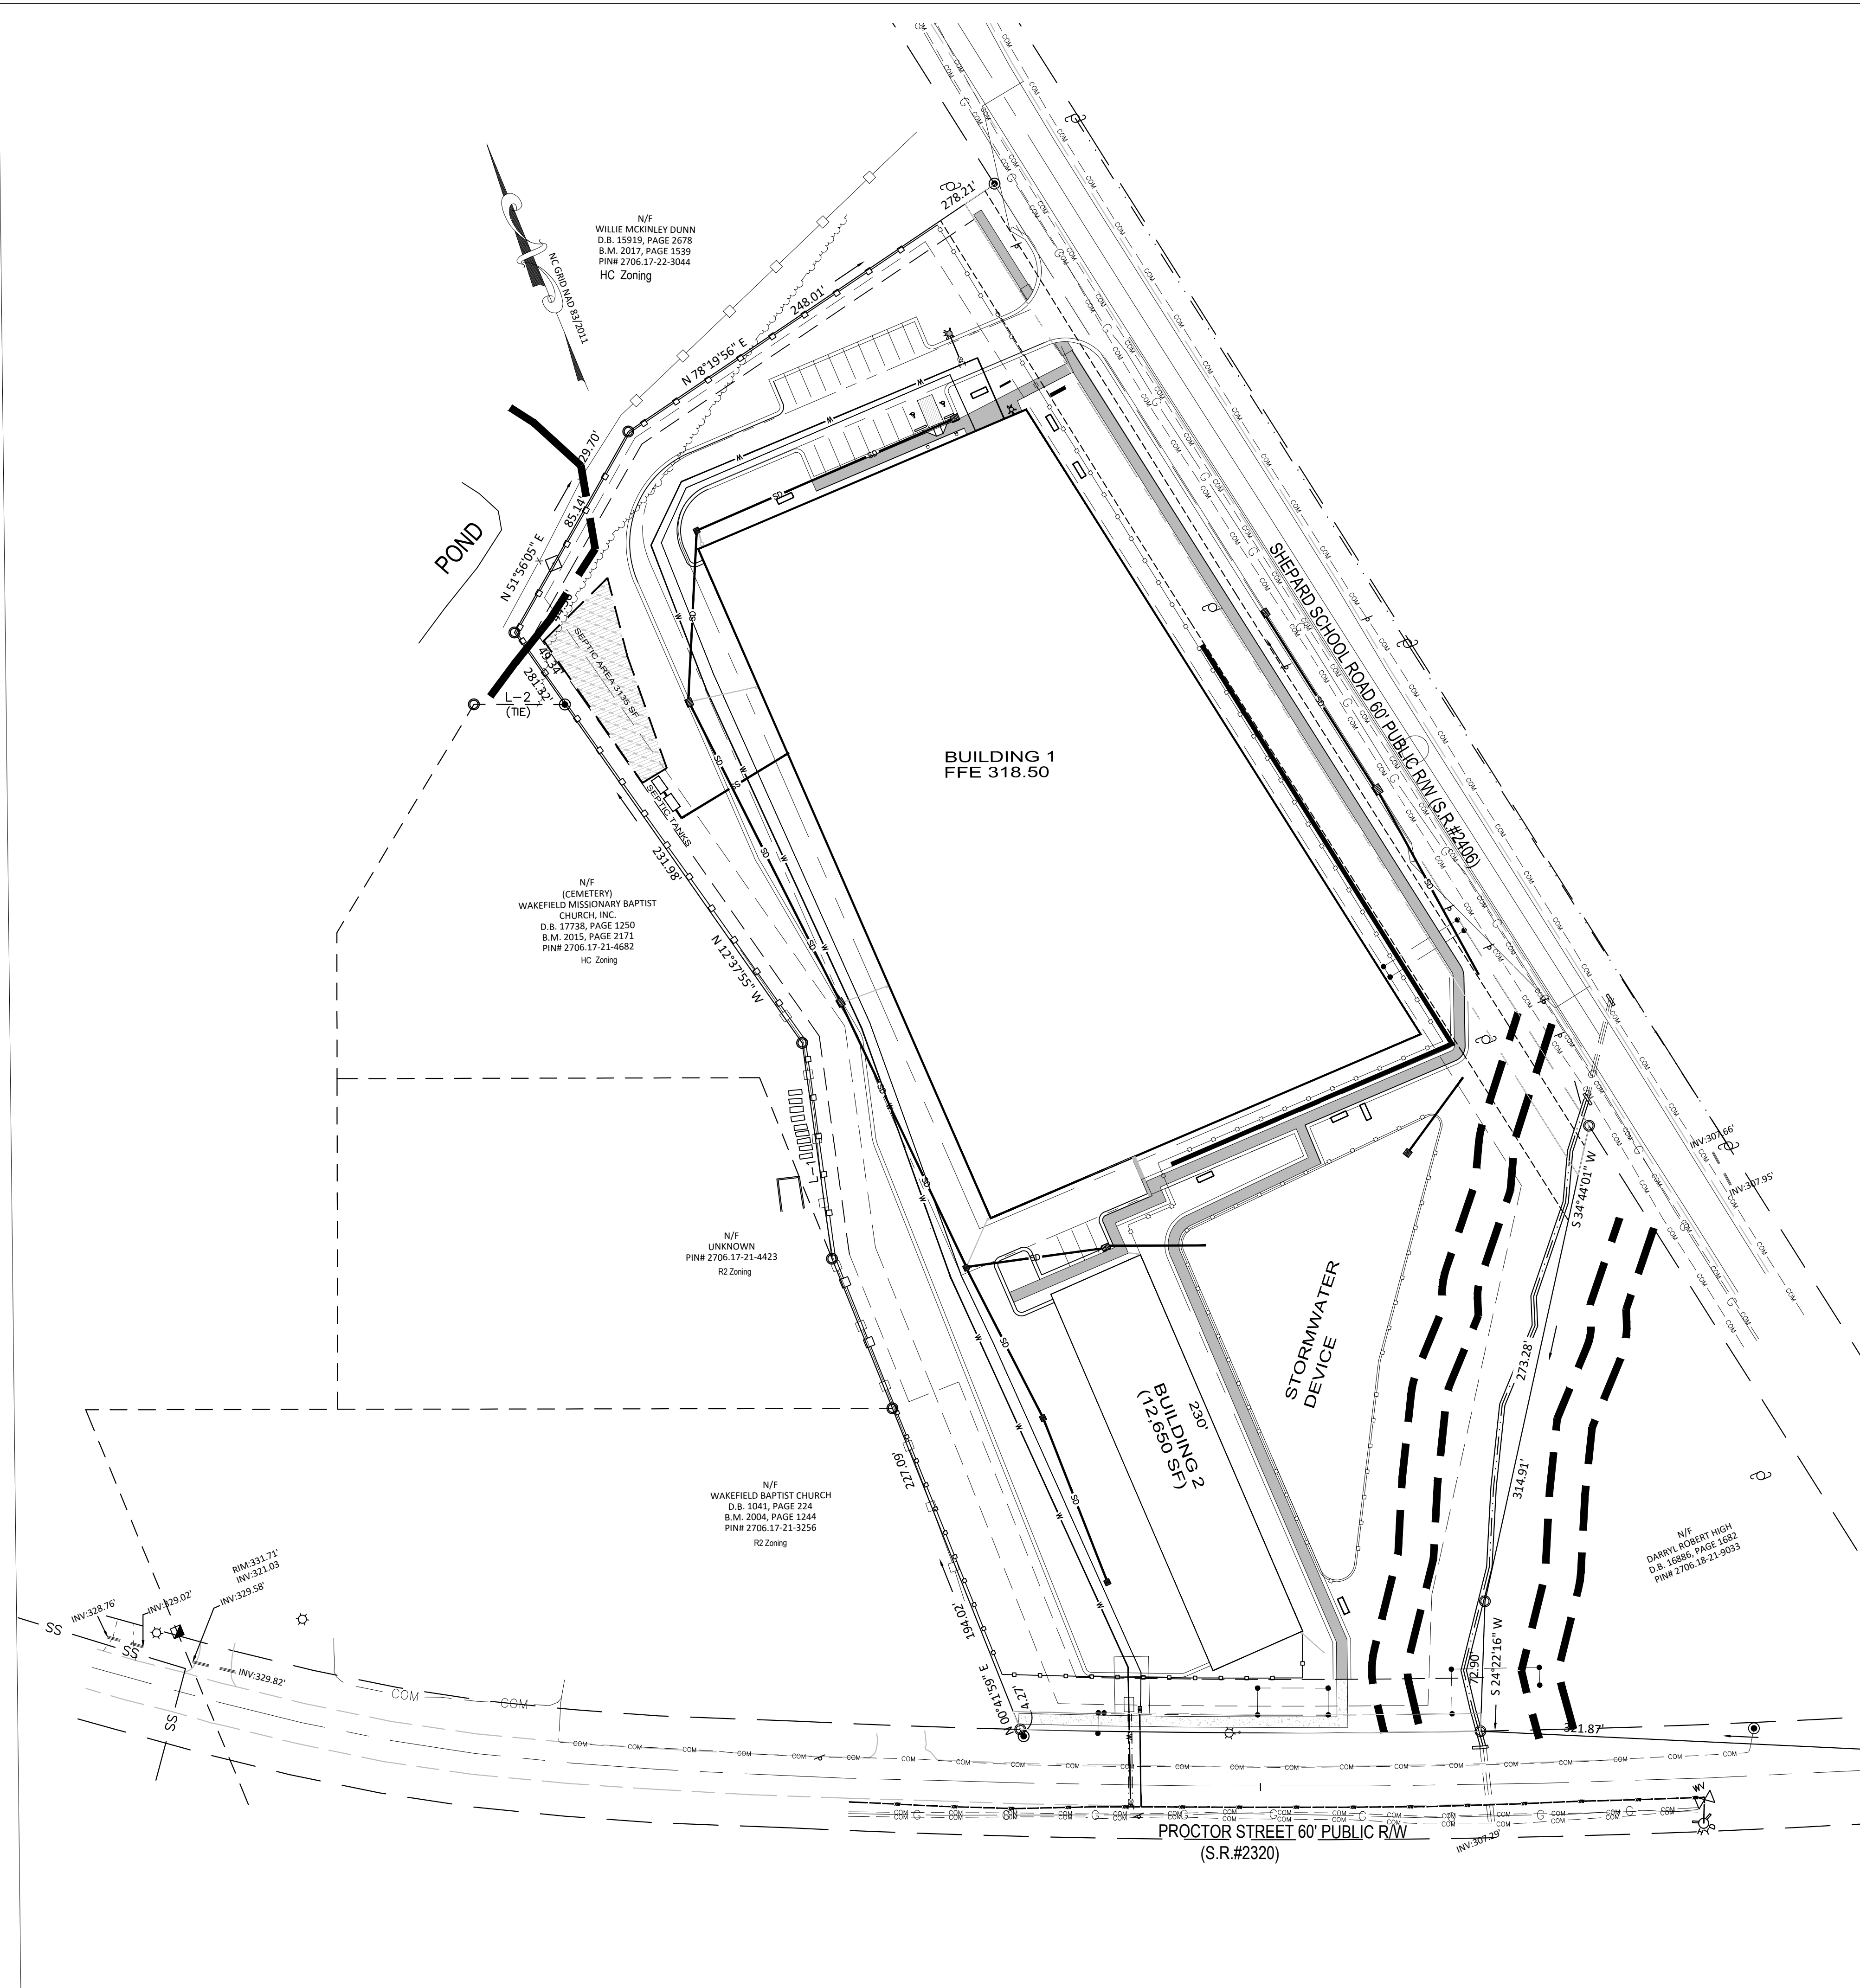 N/F
WILLIE MCKINLEY DUNN
D.B. 15919, PAGE 2678
B.M. 2017, PAGE 1539
PIN# 2706.17-22-3044
HC Zoning
NC GRID NAD 83/2011
278.21'
248.01'
N 78°19'56" E
29.70'
85.14'
N 51°56'05" E
POND
49.34'
281.32'
L-2
(TIE)
SEPTIC AREA 3135 SF
SEPTIC TANKS
231.98'
N 12°37'55" W
BUILDING 1
FFE 318.50
SHEPARD SCHOOL ROAD 60' PUBLIC R/W (S.R.#2406)
N/F
(CEMETERY)
WAKEFIELD MISSIONARY BAPTIST
CHURCH, INC.
D.B. 17738, PAGE 1250
B.M. 2015, PAGE 2171
PIN# 2706.17-21-4682
HC Zoning
L-1
N/F
UNKNOWN
PIN# 2706.17-21-4423
R2 Zoning
INV:307.66'
INV:307.95'
S 34°44'01" W
273.28'
314.91'
STORMWATER
DEVICE
230'
BUILDING 2
(12,650 SF)
227.09'
194.02'
N 00°41'59" E
4.27'
N/F
WAKEFIELD BAPTIST CHURCH
D.B. 1041, PAGE 224
B.M. 2004, PAGE 1244
PIN# 2706.17-21-3256
R2 Zoning
N/F
DARRYL ROBERT HIGH
D.B. 16886, PAGE 1682
PIN# 2706.18-21-9033
RIM:331.71'
INV:321.03
INV:329.58'
INV:328.76'
INV:329.02'
INV:329.82'
SS
SS
SS
COM
COM
72.90'
S 24°22'16" W
321.87'
WV
PROCTOR STREET 60' PUBLIC R/W
(S.R.#2320)
INV:307.29'